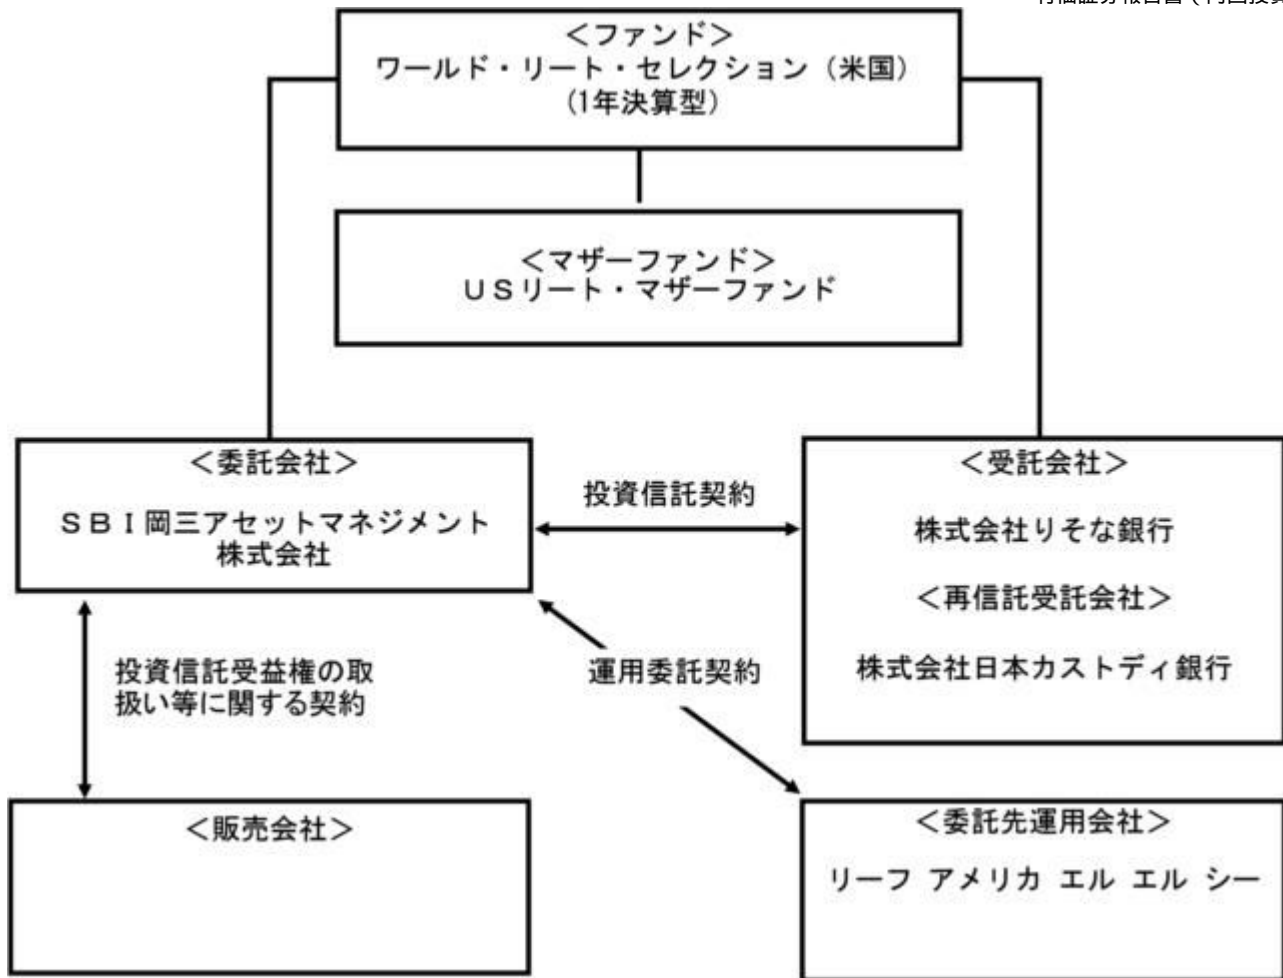 ＜ファンド＞
ワールド・リート・セレクション（米国）
(1年決算型)
＜マザーファンド＞
ＵＳリート・マザーファンド
＜委託会社＞
ＳＢＩ岡三アセットマネジメント
株式会社
投資信託契約
＜受託会社＞
株式会社りそな銀行
＜再信託受託会社＞
株式会社日本カストディ銀行
投資信託受益権の取
扱い等に関する契約
運用委託契約
＜販売会社＞
＜委託先運用会社＞
リーフ アメリカ エル エル シー